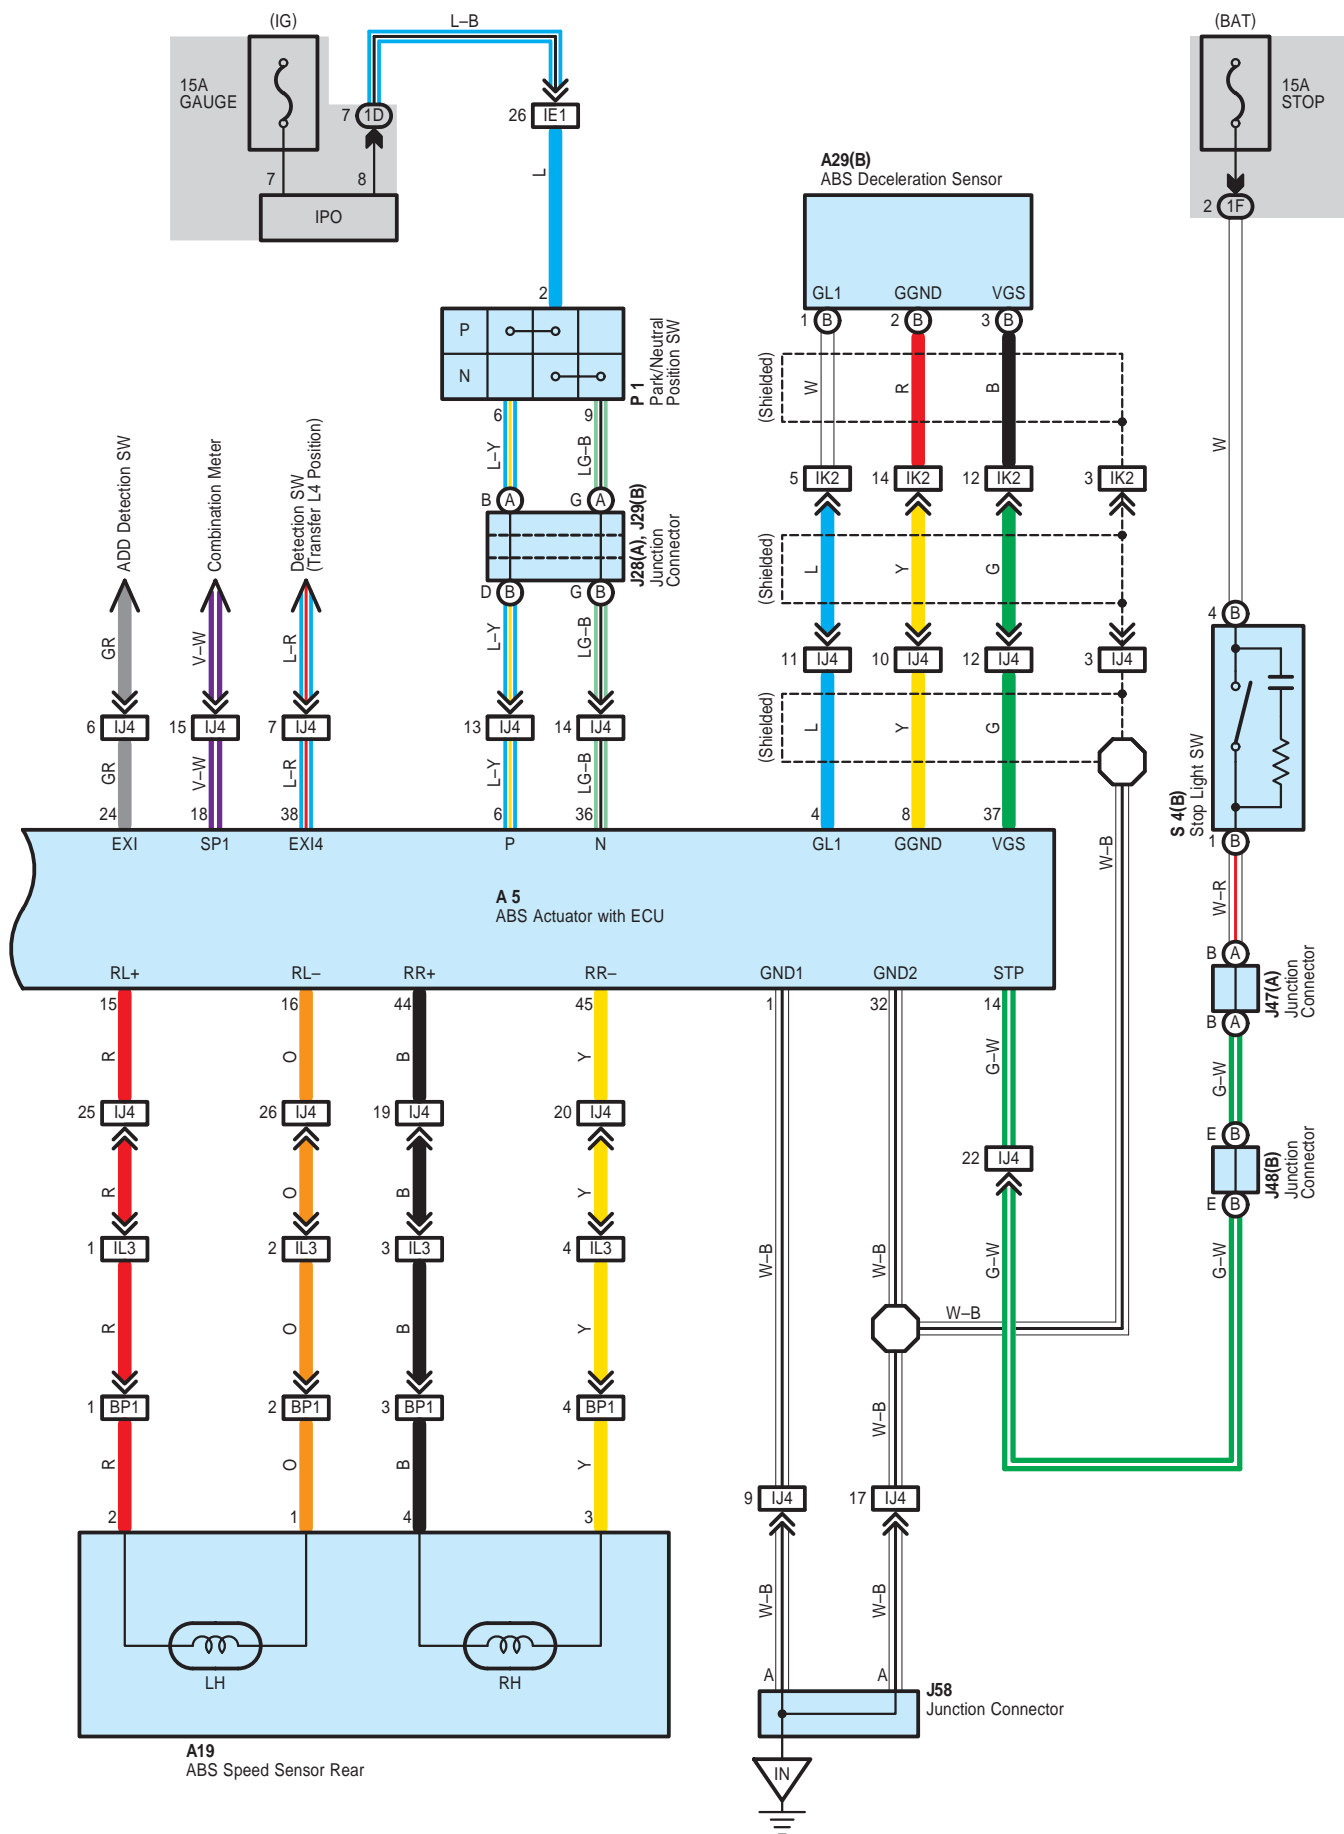 (IG)
L–B
(BAT)
15A
GAUGE
7 1D
26 IE1
15A
STOP
7
8
IPO
L
A29(B)
ABS Deceleration Sensor
2 1F
2
GL1
GGND
VGS
1 B
2 B
3 B
P
N
P 1
Park/Neutral
Position SW
(Shielded)
W
R
B
6
9
L–Y
LG–B
W
ADD Detection SW
Combination Meter
Detection SW
(Transfer L4 Position)
5 IK2
14 IK2
12 IK2
3 IK2
B A
G A
J28(A), J29(B)
Junction
Connector
D B
G B
(Shielded)
L
Y
G
4 B
GR
V–W
L–R
L–Y
LG–B
11 IJ4
10 IJ4
12 IJ4
3 IJ4
6 IJ4
15 IJ4
7 IJ4
13 IJ4
14 IJ4
(Shielded)
L
Y
G
S 4(B)
Stop Light SW
GR
V–W
L–R
L–Y
LG–B
24
18
38
6
36
4
8
37
1 B
EXI
SP1
EXI4
P
N
GL1
GGND
VGS
W–B
W–R
A 5
ABS Actuator with ECU
B A
J47(A)
Junction
Connector
B A
RL+
RL–
RR+
RR–
GND1
GND2
STP
15
16
44
45
1
32
14
R
O
B
Y
G–W
G–W
25 IJ4
26 IJ4
19 IJ4
20 IJ4
E B
J48(B)
Junction
Connector
E B
22 IJ4
R
O
B
Y
1 IL3
2 IL3
3 IL3
4 IL3
W–B
W–B
G–W
G–W
R
O
B
Y
W–B
1 BP1
2 BP1
3 BP1
4 BP1
W–B
R
O
B
Y
9 IJ4
17 IJ4
2
1
4
3
W–B
W–B
LH
RH
A
A
J58
Junction Connector
A19
ABS Speed Sensor Rear
IN